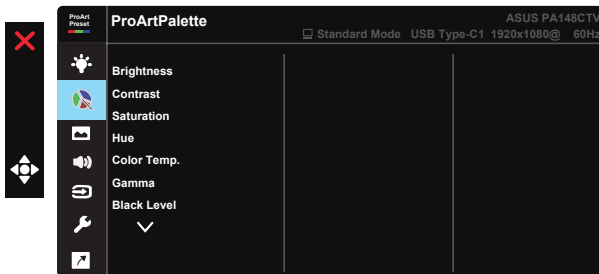 ProArt
Preset
ProArtPalette
ASUS PA148CTV
Standard Mode USB Type-C1 1920x1080@ 60Hz
Brightness
Contrast
Saturation
Hue
Color Temp.
Gamma
Black Level